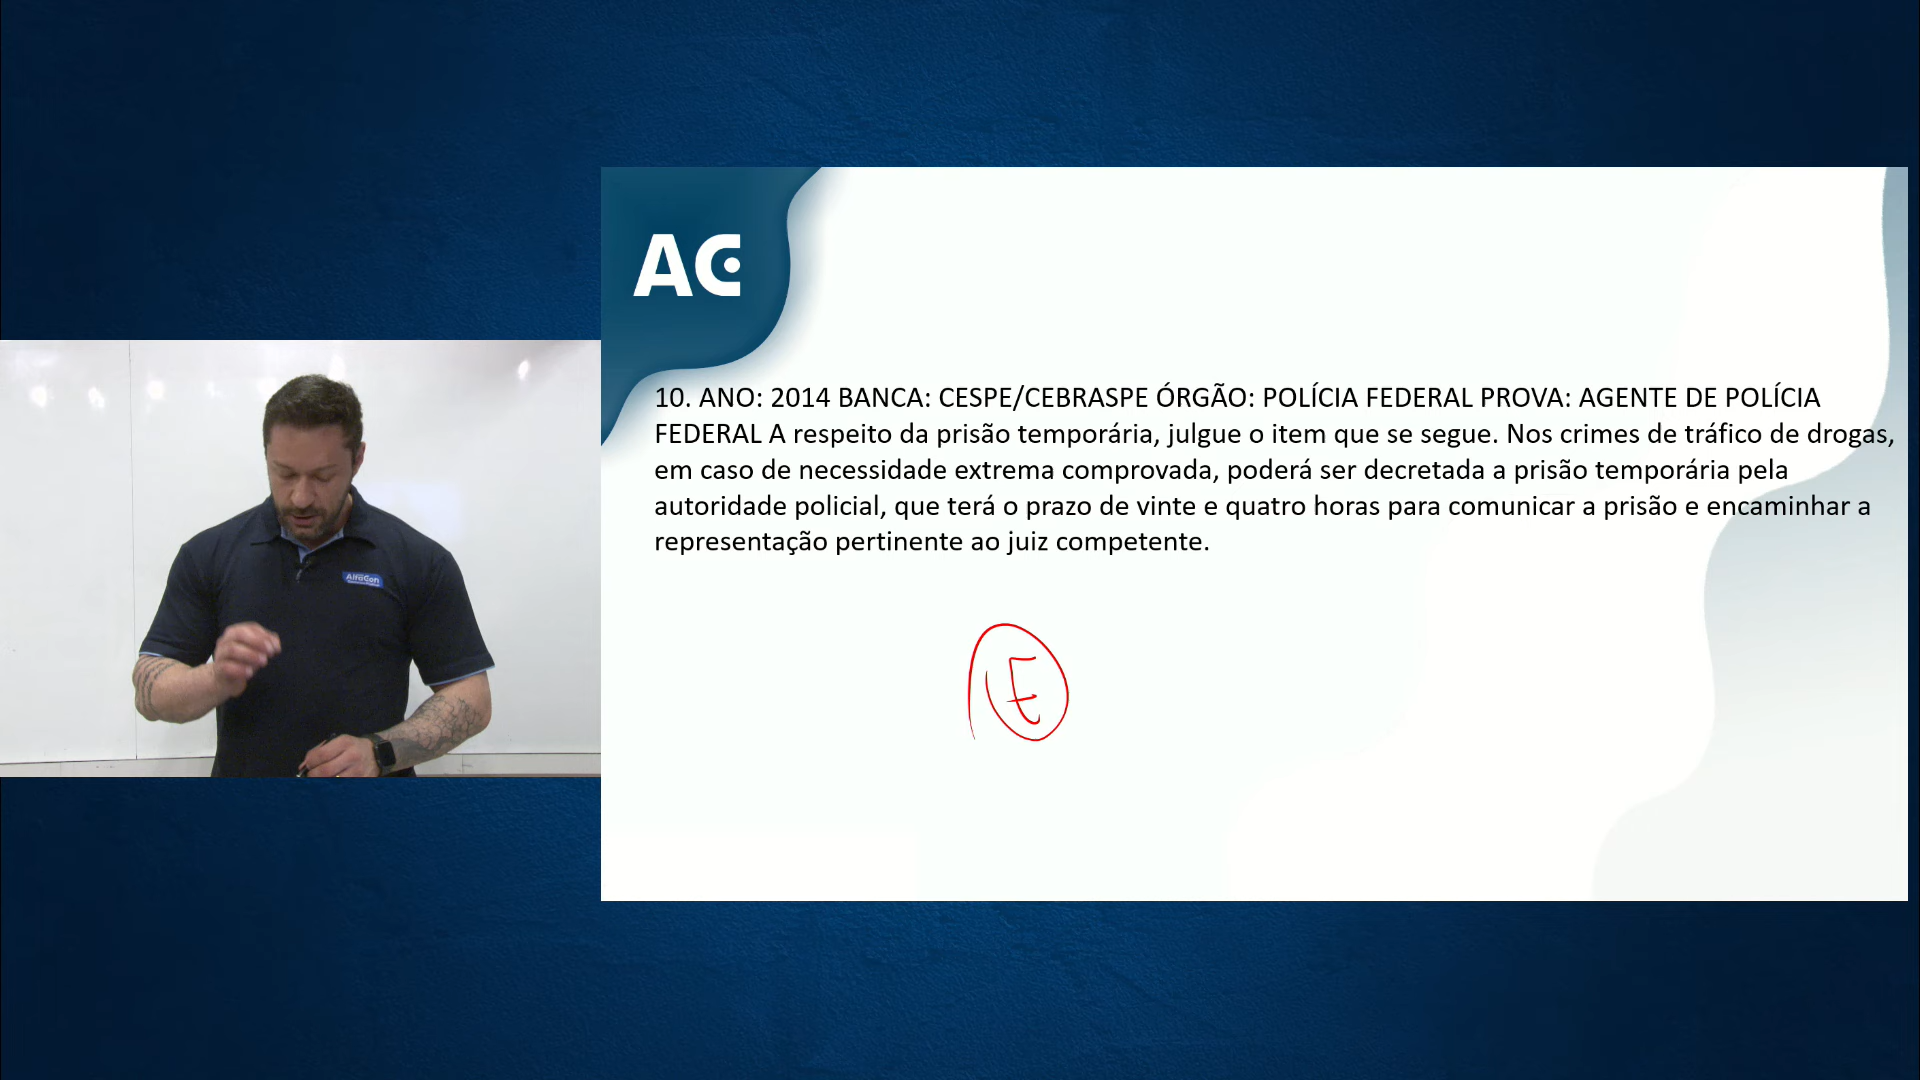 AC
10. ANO: 2014 BANCA: CESPE/CEBRASPE ÓRGÃO: POLÍCIA FEDERAL PROVA: AGENTE DE POLÍCIA
FEDERAL A respeito da prisão temporária, julgue o item que se segue. Nos crimes de tráfico de drogas,
em caso de necessidade extrema comprovada, poderá ser decretada a prisão temporária pela
autoridade policial, que terá o prazo de vinte e quatro horas para comunicar a prisão e encaminhar a
representação pertinente ao juiz competente.
E
AlfaCon